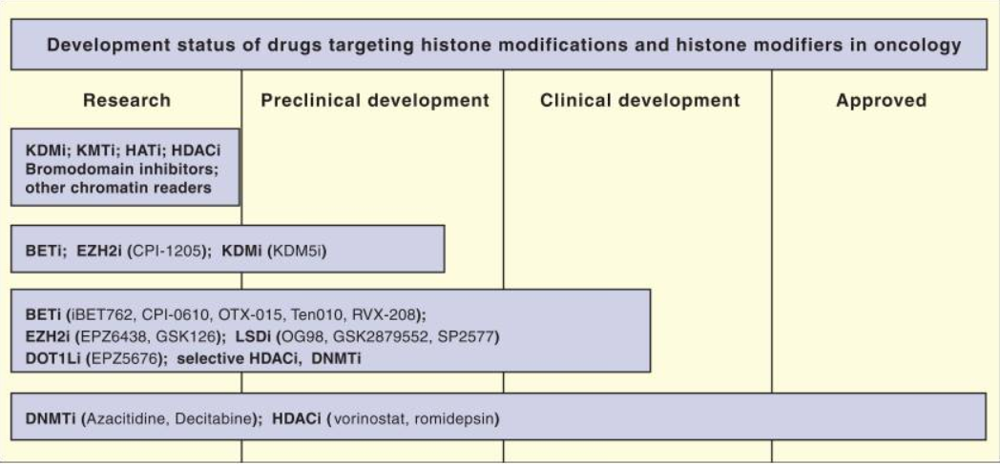 Development status of drugs targeting histone modifications and histone modifiers in oncology
Research
Preclinical development
Clinical development
Approved
KDMi; KMTi; HATi; HDACi
Bromodomain inhibitors;
other chromatin readers
BETi; EZH2i (CPI-1205); KDMi (KDM5i)
BETi (iBET762, CPI-0610, OTX-015, Ten010, RVX-208);
EZH2i (EPZ6438, GSK126); LSDi (OG98, GSK2879552, SP2577)
DOT1Li (EPZ5676); selective HDACi, DNMTi
DNMTi (Azacitidine, Decitabine); HDACi (vorinostat, romidepsin)